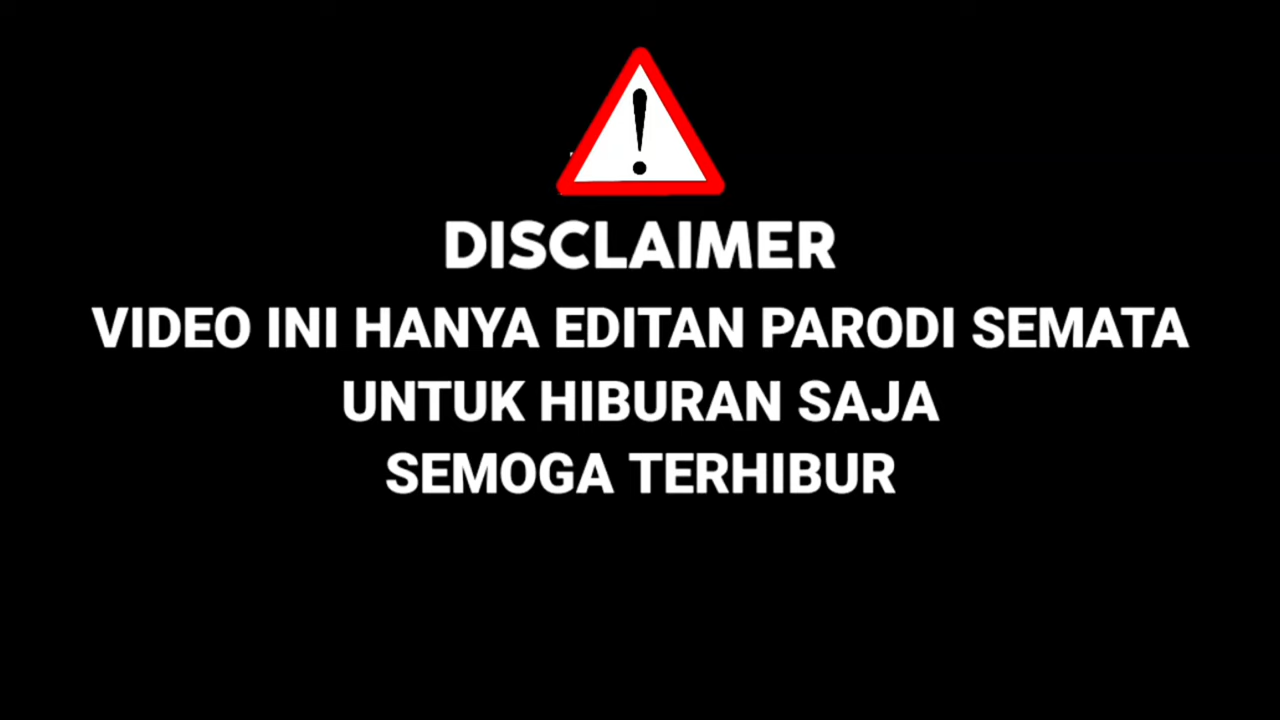 DISCLAIMER
VIDEO INI HANYA EDITAN PARODI SEMATA
UNTUK HIBURAN SAJA
SEMOGA TERHIBUR